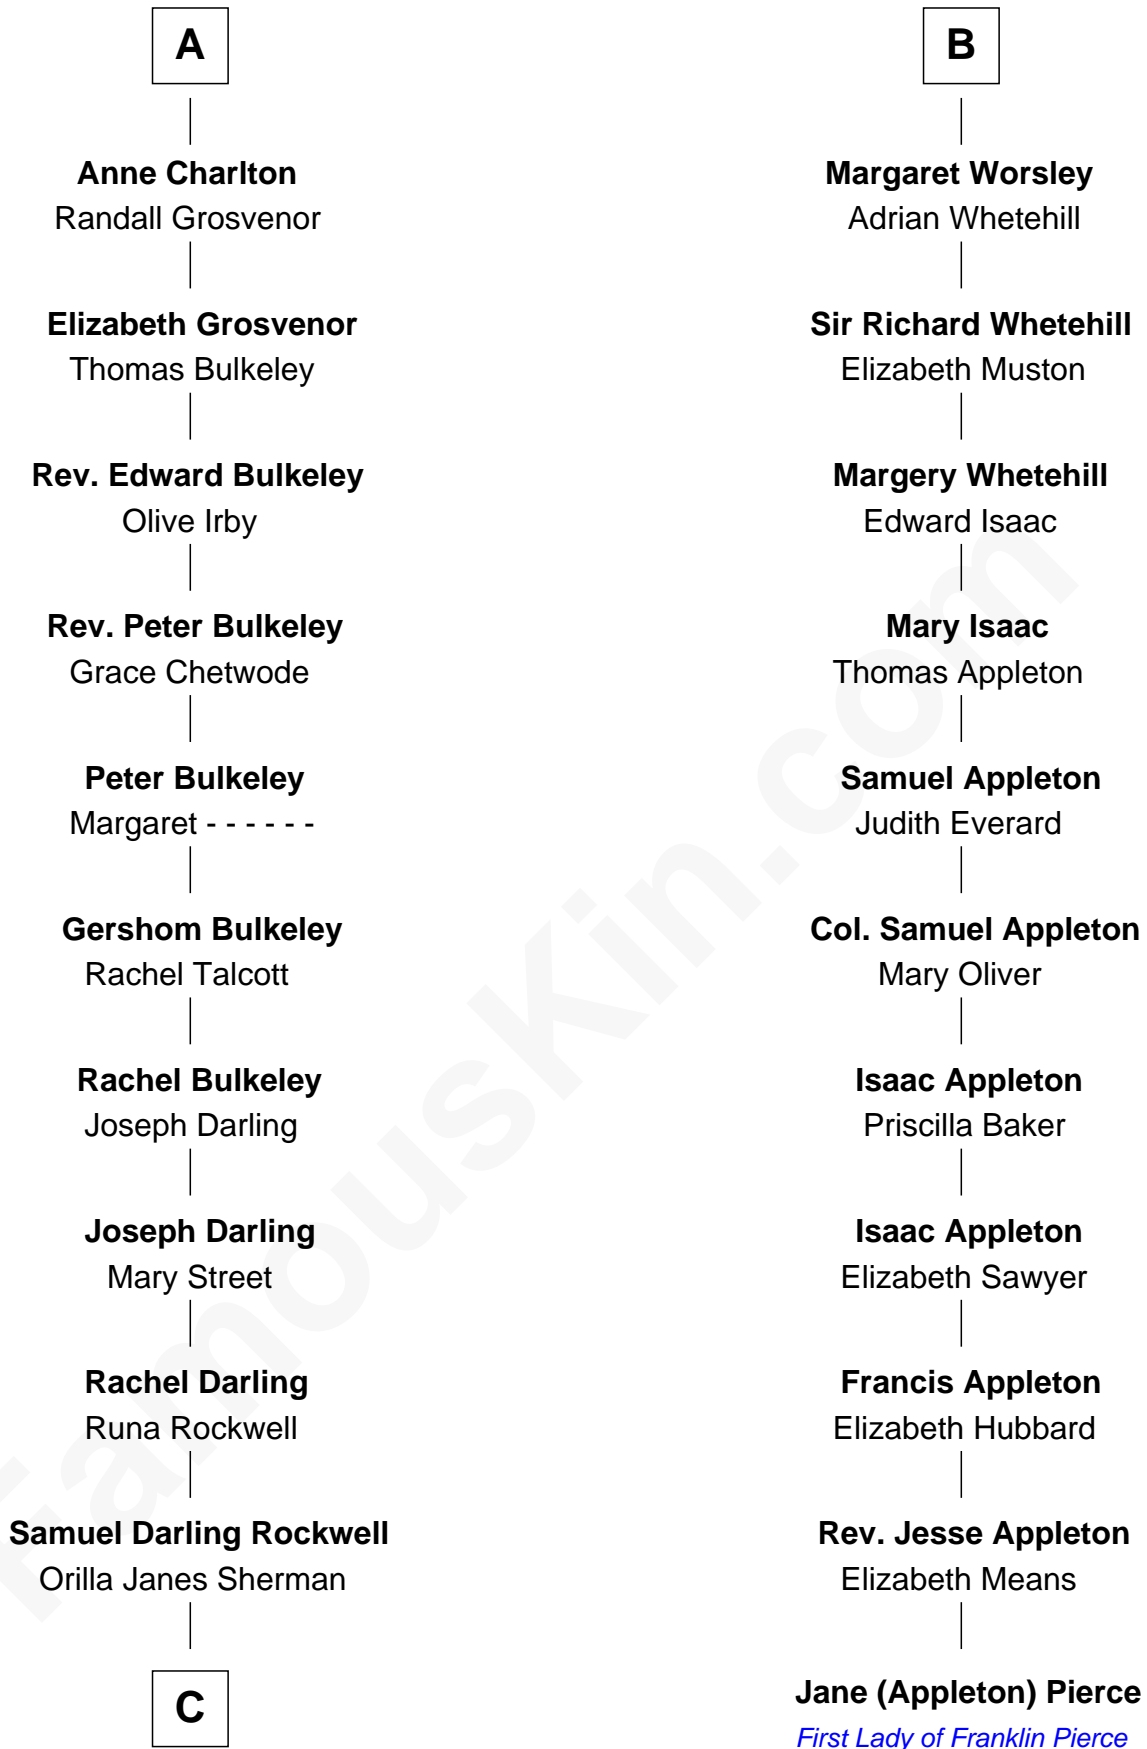 A
Anne Charlton
Randall Grosvenor
Elizabeth Grosvenor
Thomas Bulkeley
Rev. Edward Bulkeley
Olive Irby
Rev. Peter Bulkeley
Grace Chetwode
Peter Bulkeley
Margaret - - - - - -
Gershom Bulkeley
Rachel Talcott
Rachel Bulkeley
Joseph Darling
Joseph Darling
Mary Street
Rachel Darling
Runa Rockwell
Samuel Darling Rockwell
Orilla Janes Sherman
C
B
Margaret Worsley
Adrian Whetehill
Sir Richard Whetehill
Elizabeth Muston
Margery Whetehill
Edward Isaac
Mary Isaac
Thomas Appleton
Samuel Appleton
Judith Everard
Col. Samuel Appleton
Mary Oliver
Isaac Appleton
Priscilla Baker
Isaac Appleton
Elizabeth Sawyer
Francis Appleton
Elizabeth Hubbard
Rev. Jesse Appleton
Elizabeth Means
Jane (Appleton) Pierce
First Lady of Franklin Pierce
FamousKin.com